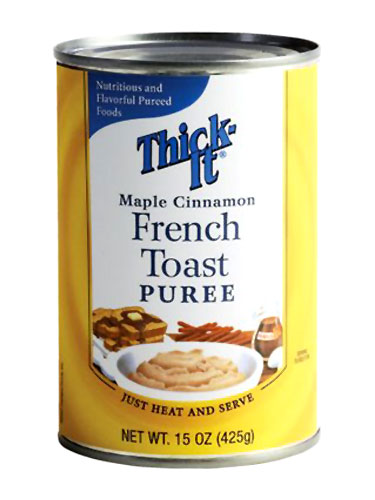 Nutritious and
Flavorful Pureed
Foods
Thick-
It®
Maple Cinnamon
French
Toast
PUREE
JUST HEAT AND SERVE
NET WT. 15 OZ (425g)